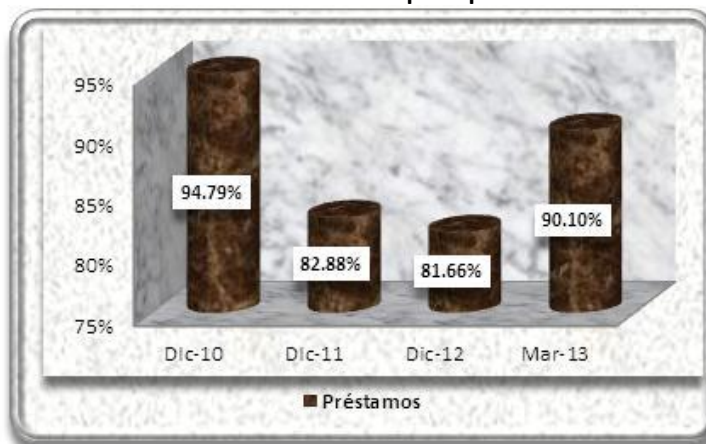 95%
90%
85%
80%
75%
94.79%
82.88%
81.66%
90.10%
Dic-10
Dic-11
Dic-12
Mar-13
Préstamos